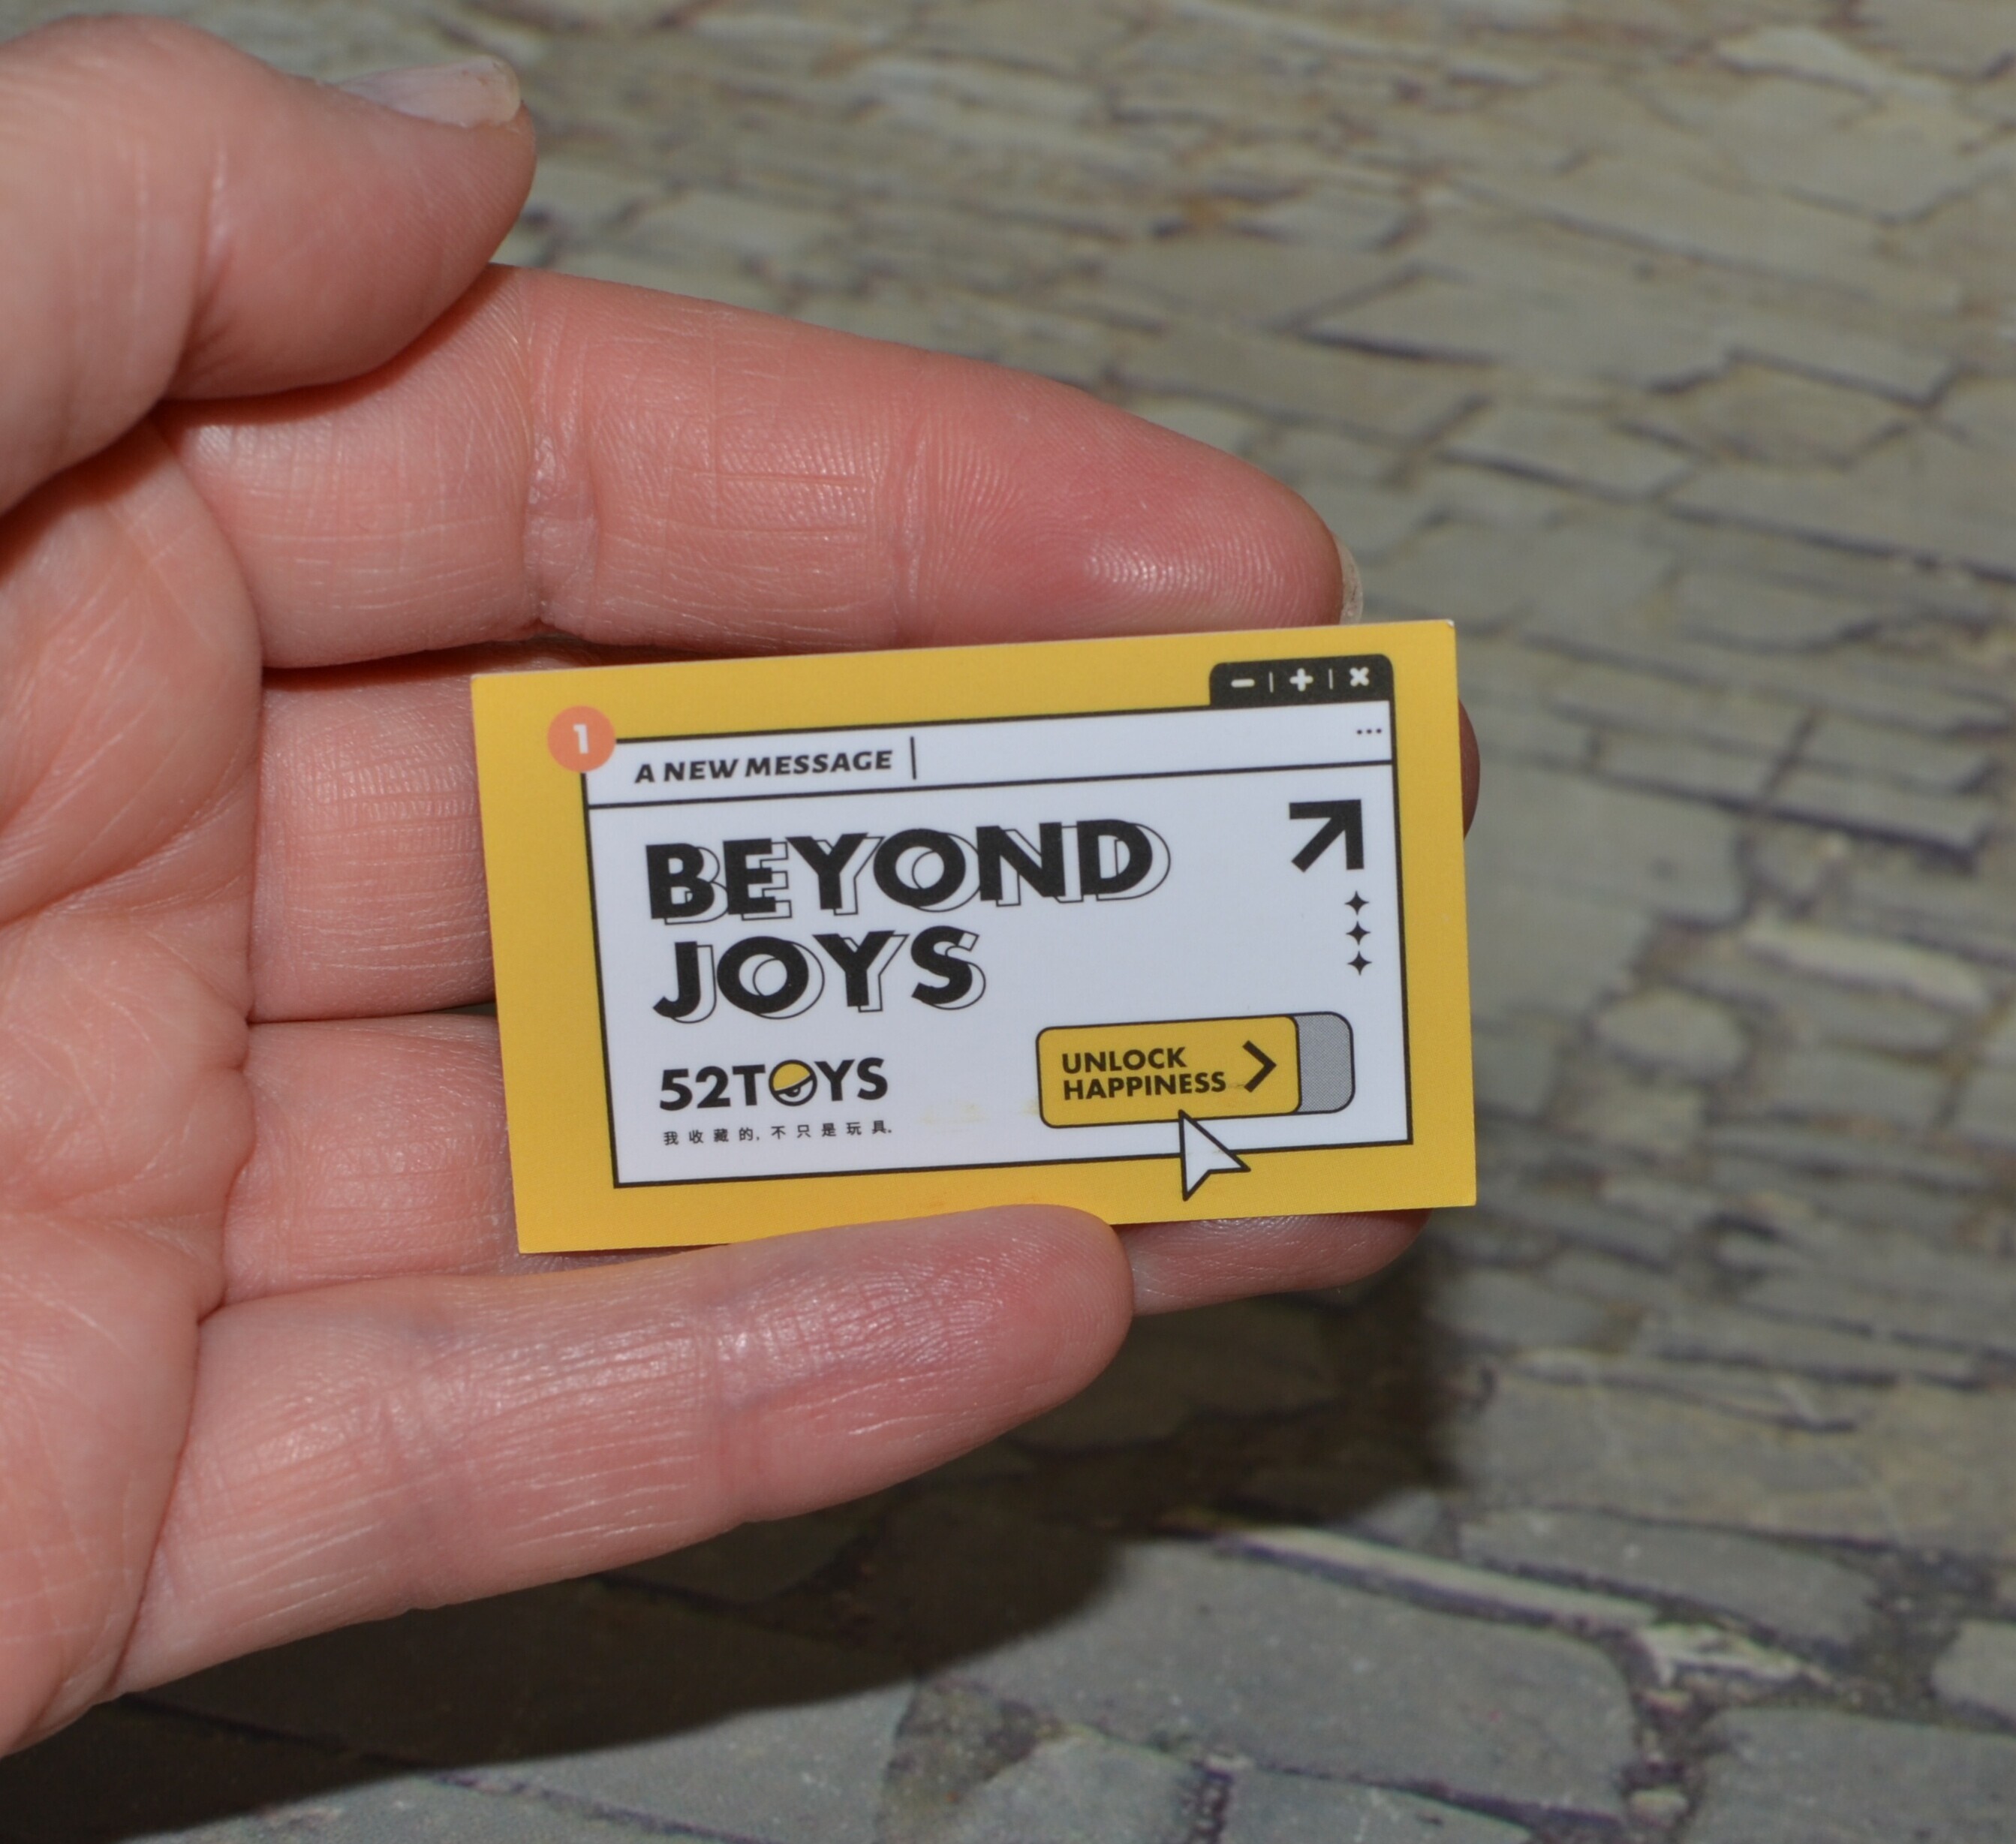 1
A NEW MESSAGE
BEYOND
JOYS
52TOYS
我收藏的,不只是玩具.
UNLOCK
HAPPINESS